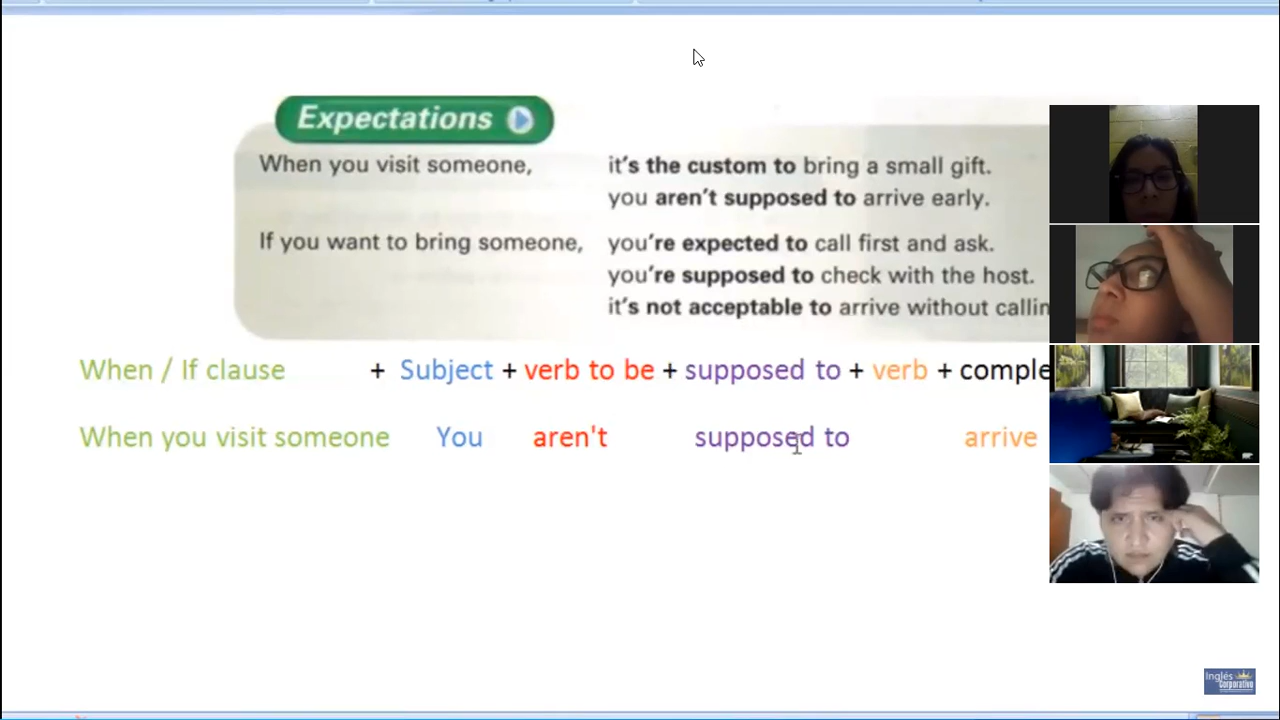 Expectations
When you visit someone, it's the custom to bring a small gift.
you aren't supposed to arrive early.
If you want to bring someone, you're expected to call first and ask.
you're supposed to check with the host.
it's not acceptable to arrive without callin
When / If clause + Subject + verb to be + supposed to + verb + comple
When you visit someone You aren't supposed to arrive
Inglés
Corporativo